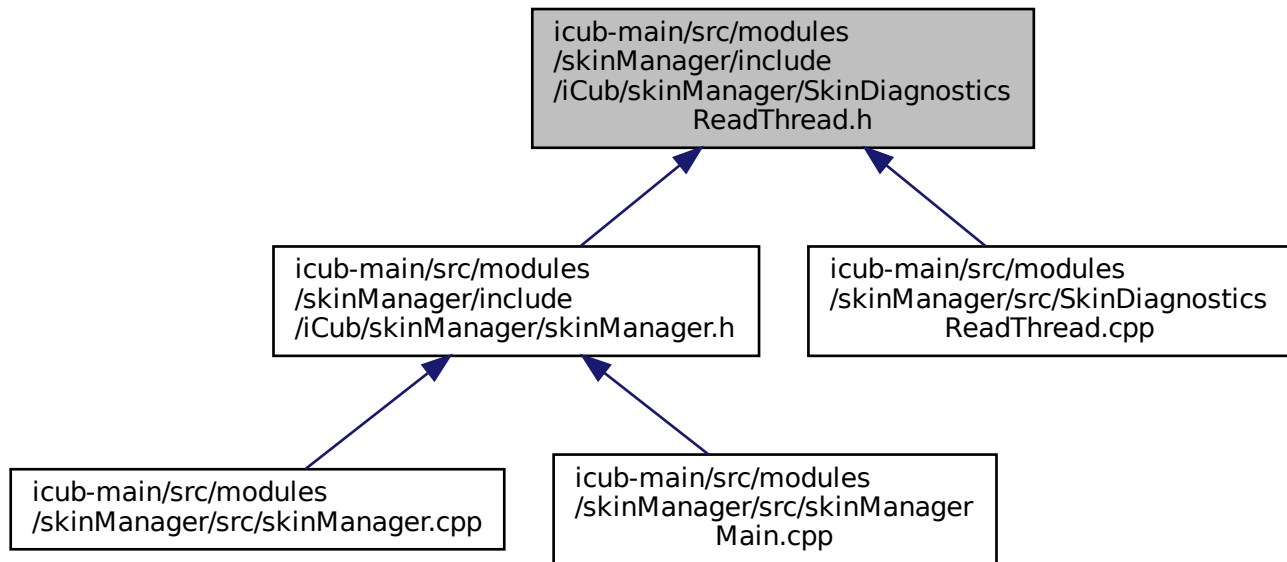 icub-main/src/modules
/skinManager/include
/iCub/skinManager/SkinDiagnostics
ReadThread.h
icub-main/src/modules
/skinManager/include
/iCub/skinManager/skinManager.h
icub-main/src/modules
/skinManager/src/SkinDiagnostics
ReadThread.cpp
icub-main/src/modules
/skinManager/src/skinManager.cpp
icub-main/src/modules
/skinManager/src/skinManager
Main.cpp